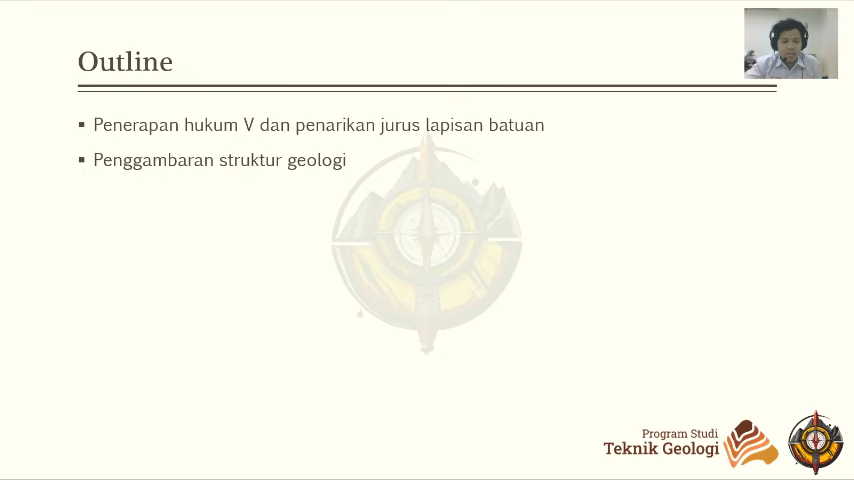 Outline
Penerapan hukum V dan penarikan jurus lapisan batuan
Penggambaran struktur geologi
Program Studi
Teknik Geologi